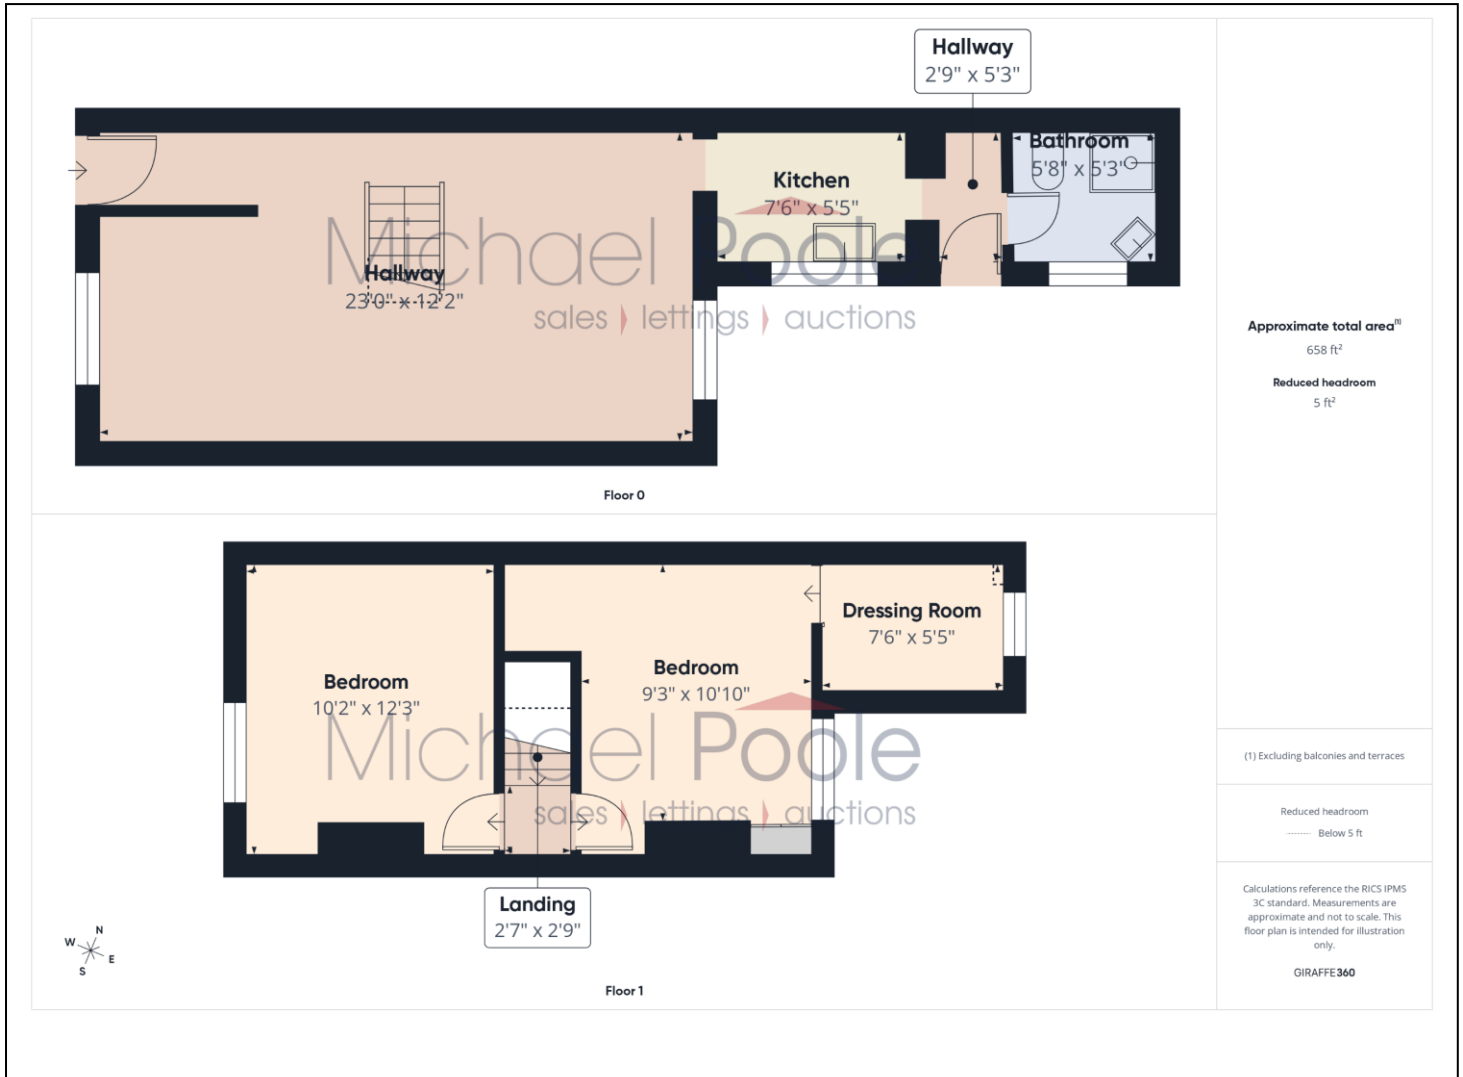 Hallway
2'9" x 5'3"
Bathroom
5'8" x 5'3"
Kitchen
7'6" x 5'5"
Hallway
23'0" x 12'2"
Michael Poole
sales lettings auctions
Floor 0
Approximate total area(1)
658 ft²
Reduced headroom
5 ft²
Dressing Room
7'6" x 5'5"
Bedroom
9'3" x 10'10"
Bedroom
10'2" x 12'3"
Michael Poole
sales lettings auctions
Landing
2'7" x 2'9"
N
W
E
S
Floor 1
(1) Excluding balconies and terraces
Reduced headroom
Below 5 ft
Calculations reference the RICS IPMS
3C standard. Measurements are
approximate and not to scale. This
floor plan is intended for illustration
only.
GIRAFFE360